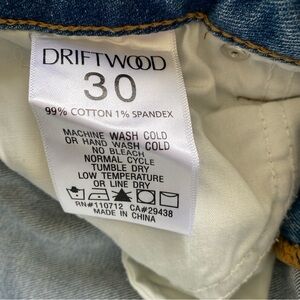 DRIFTWOOD
30
99% COTTON 1% SPANDEX
MACHINE WASH COLD
OR HAND WASH COLD
NO BLEACH
NORMAL CYCLE
TUMBLE DRY
LOW TEMPERATURE
OR LINE DRY
RN#110712 CA#29438
MADE IN CHINA